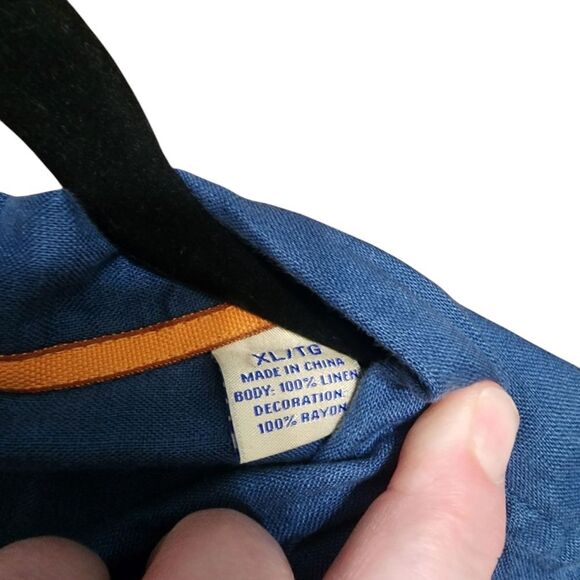 XL/TG
MADE IN CHINA
BODY: 100% LINEN
DECORATION:
100% RAYON